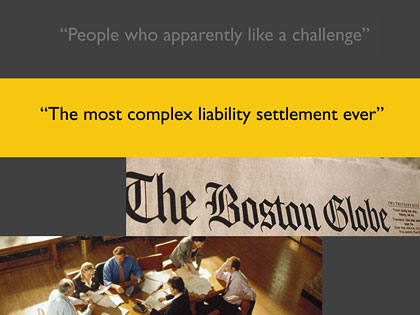 “People who apparently like a challenge”
“The most complex liability settlement ever”
The Boston Globe